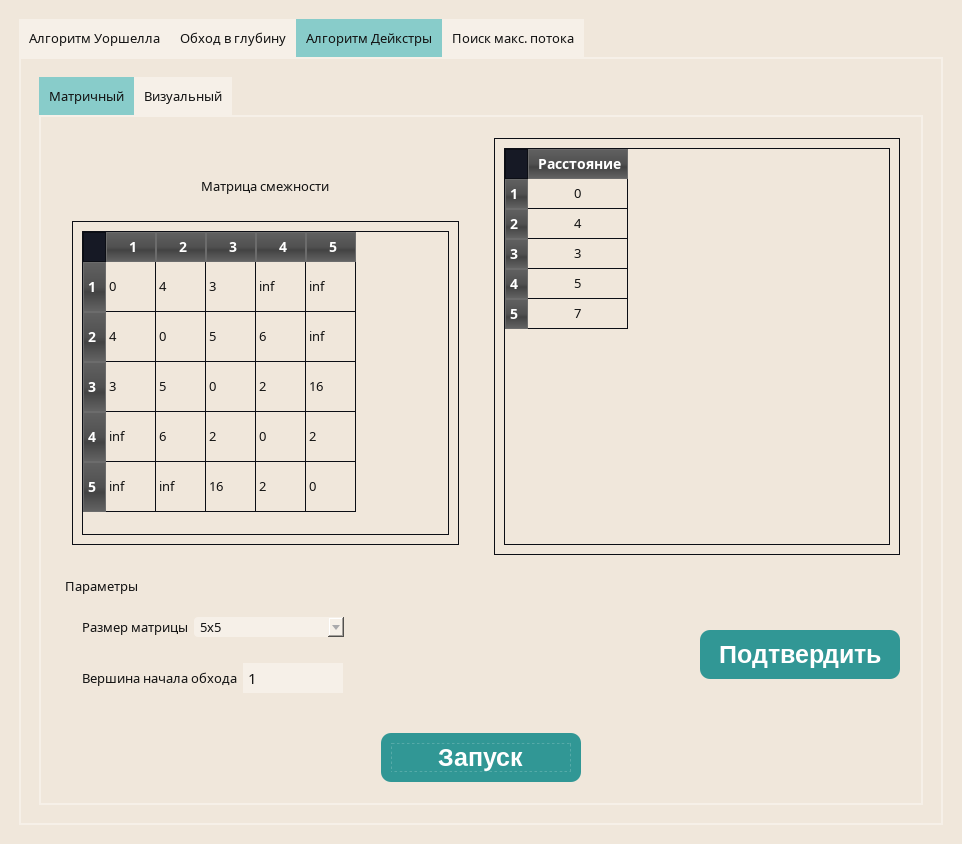 Алгоритм Уоршелла Обход в глубину Алгоритм Дейкстры Поиск макс. потока
Матричный Визуальный
Матрица смежности
1 2 3 4 5
1 0 4 3 inf inf
2 4 0 5 6 inf
3 3 5 0 2 16
4 inf 6 2 0 2
5 inf inf 16 2 0
Расстояние
1 0
2 4
3 3
4 5
5 7
Параметры
Размер матрицы 5x5
Вершина начала обхода 1
Подтвердить
Запуск